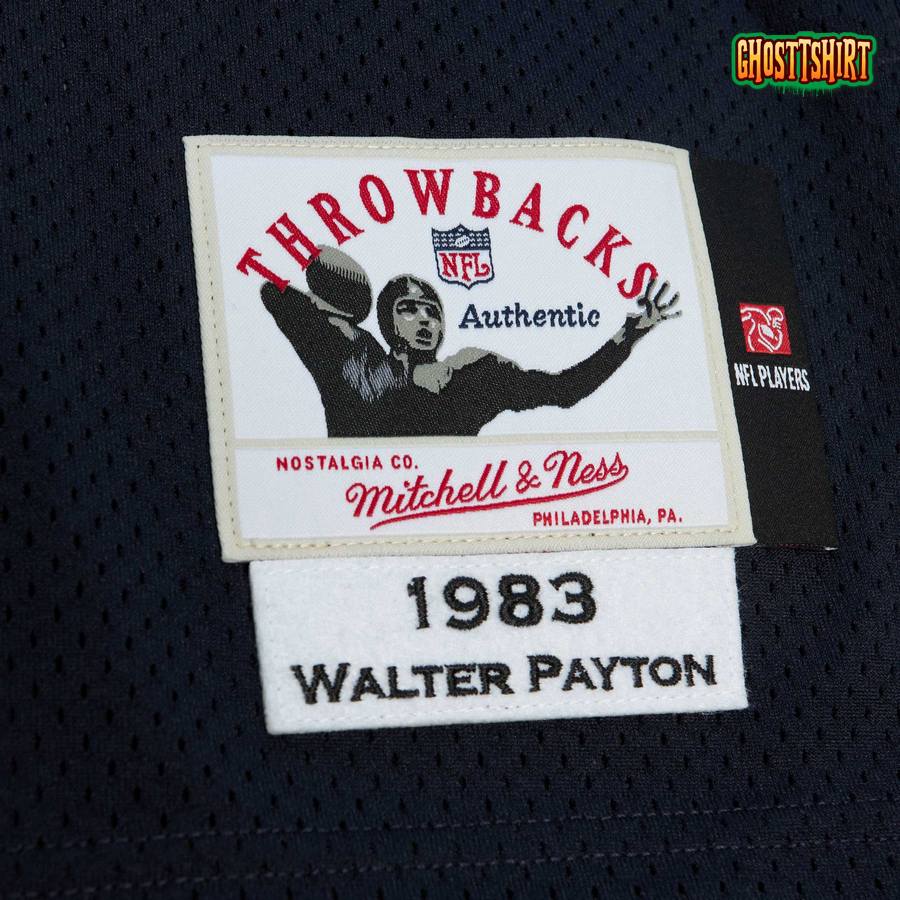 GHOSTTSHIRT
THROWBACKS
NFL
Authentic
NFL PLAYERS
NOSTALGIA CO.
Mitchell & Ness
PHILADELPHIA, PA.
1983
WALTER PAYTON